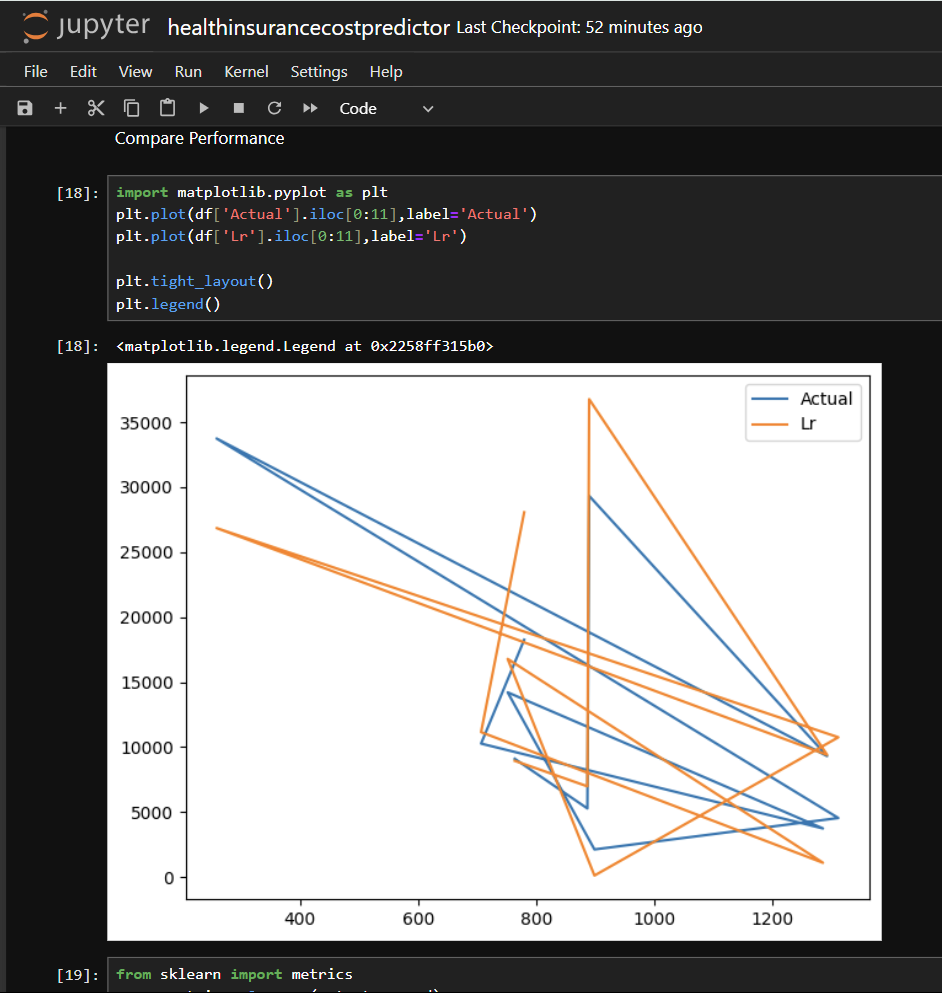 jupyter healthinsurancecostpredictor Last Checkpoint: 52 minutes ago
File Edit View Run Kernel Settings Help
Code
Compare Performance
[18]: import matplotlib.pyplot as plt
plt.plot(df['Actual'].iloc[0:11],label='Actual')
plt.plot(df['Lr'].iloc[0:11],label='Lr')
plt.tight_layout()
plt.legend()
[18]: <matplotlib.legend.Legend at 0x2258ff315b0>
Actual
Lr
35000
30000
25000
20000
15000
10000
5000
0
400 600 800 1000 1200
[19]: from sklearn import metrics